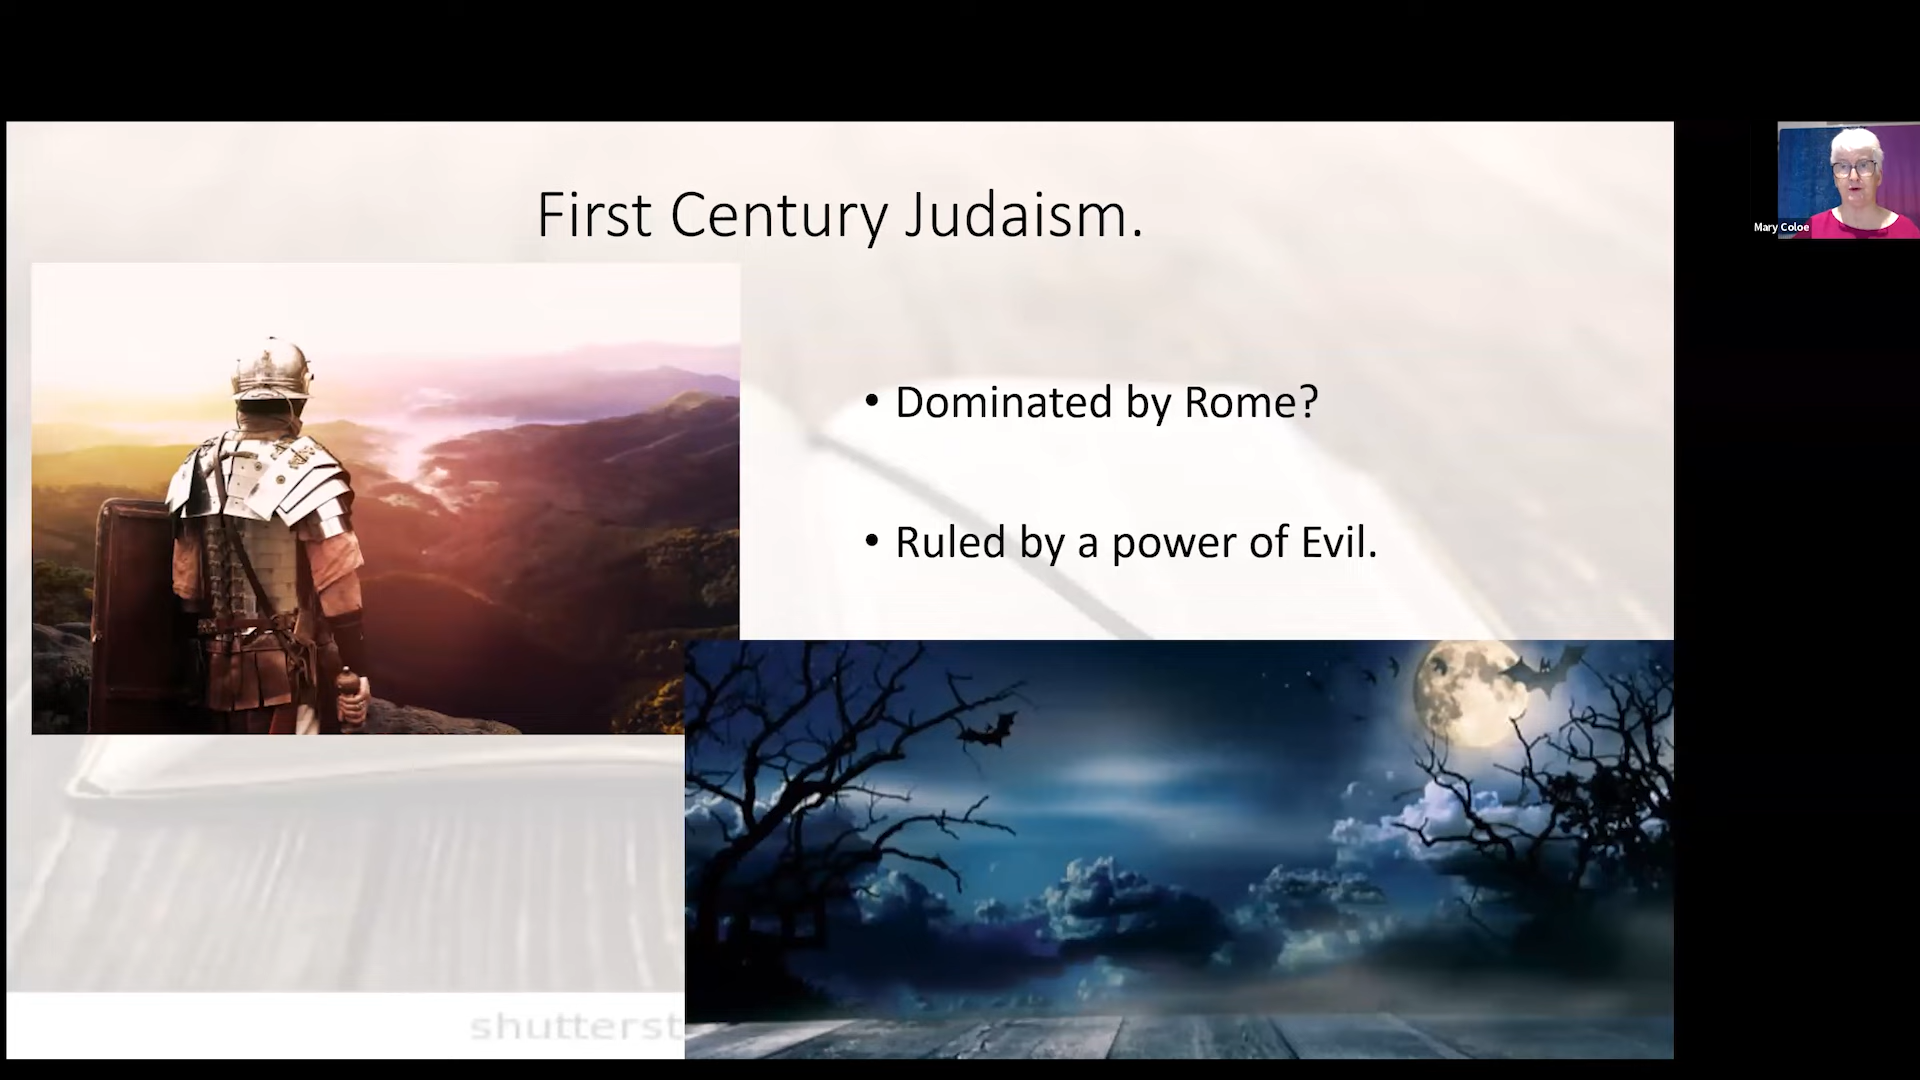 First Century Judaism.
• Dominated by Rome?
• Ruled by a power of Evil.
Mary Coloe
shutterst